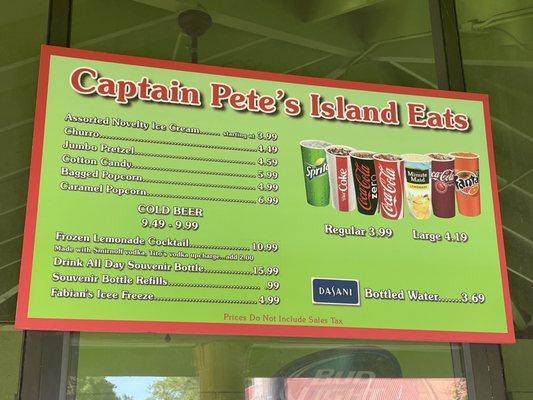 Captain Pete's Island Eats
Assorted Novelty Ice Cream........ starting at 3.99
Churro....................................................4.49
Jumbo Pretzel.........................................4.59
Cotton Candy..........................................5.99
Bagged Popcorn.......................................4.99
Caramel Popcorn.....................................6.99
COLD BEER
9.49 - 9.99
Frozen Lemonade Cocktail......................10.99
Made with Smirnoff vodka, Tito's vodka upcharge...add 2.00
Drink All Day Souvenir Bottle...................15.99
Souvenir Bottle Refills................................99
Fabian's Icee Freeze................................4.99
Sprite
Coke
Coca-Cola zero
Coca-Cola
Minute Maid
Fanta
Regular 3.99
Large 4.19
DASANI
Bottled Water.......3.69
Prices Do Not Include Sales Tax
BUD